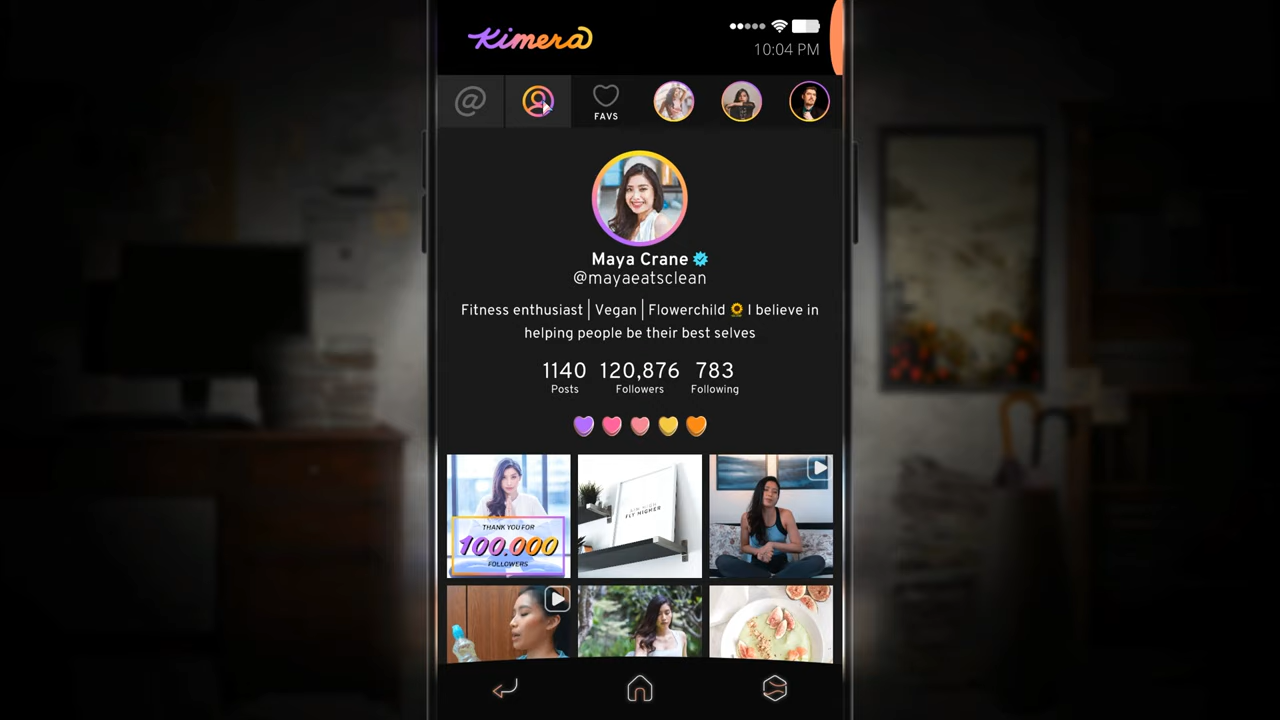 Kimera
10:04 PM
@
FAVS
Maya Crane
@mayaeatsclean
Fitness enthusiast | Vegan | Flowerchild 🌻 I believe in
helping people be their best selves
1140 120,876 783
Posts Followers Following
THANK YOU FOR
100.000
FOLLOWERS
FLY HIGHER